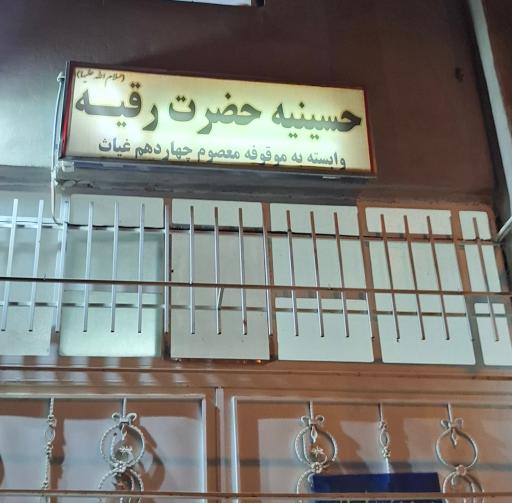 حسینیه حضرت رقیه (سلام الله علیها)
وابسته به موقوفه معصوم چهاردهم غیاث